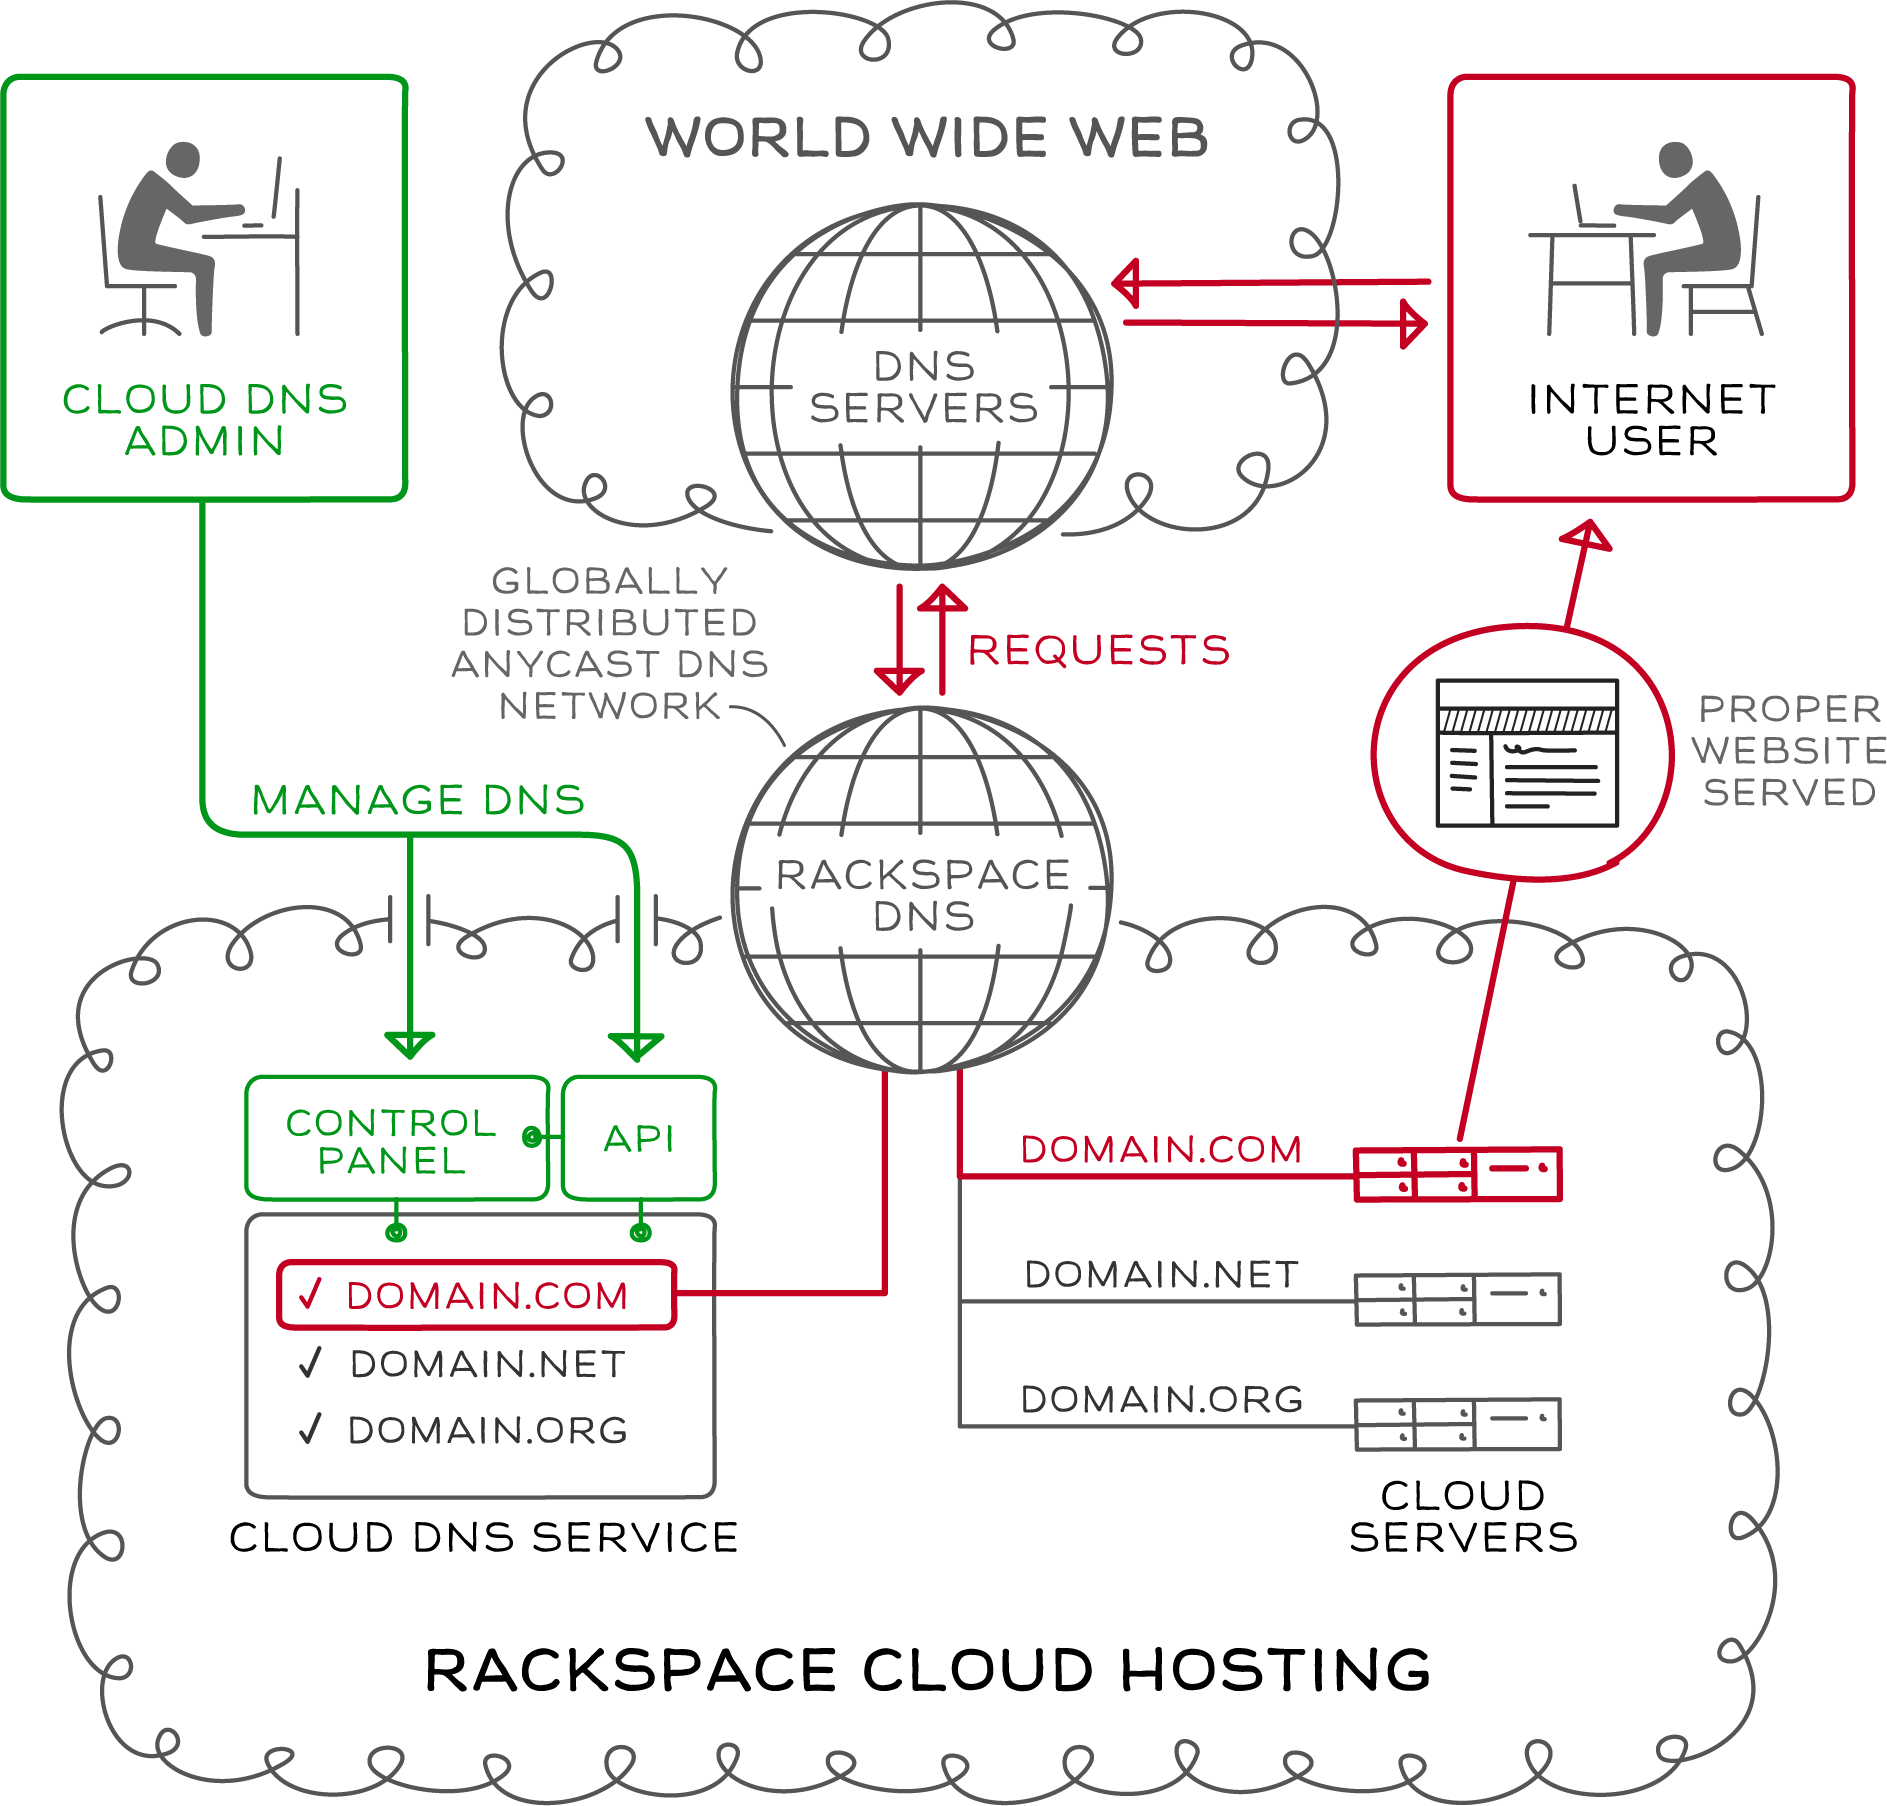 WORLD WIDE WEB
DNS
SERVERS
CLOUD DNS
ADMIN
INTERNET
USER
GLOBALLY
DISTRIBUTED
ANYCAST DNS
NETWORK
REQUESTS
PROPER
WEBSITE
SERVED
MANAGE DNS
RACKSPACE
DNS
CONTROL
PANEL
API
✓ DOMAIN.COM
✓ DOMAIN.NET
✓ DOMAIN.ORG
CLOUD DNS SERVICE
DOMAIN.COM
DOMAIN.NET
DOMAIN.ORG
CLOUD
SERVERS
RACKSPACE CLOUD HOSTING